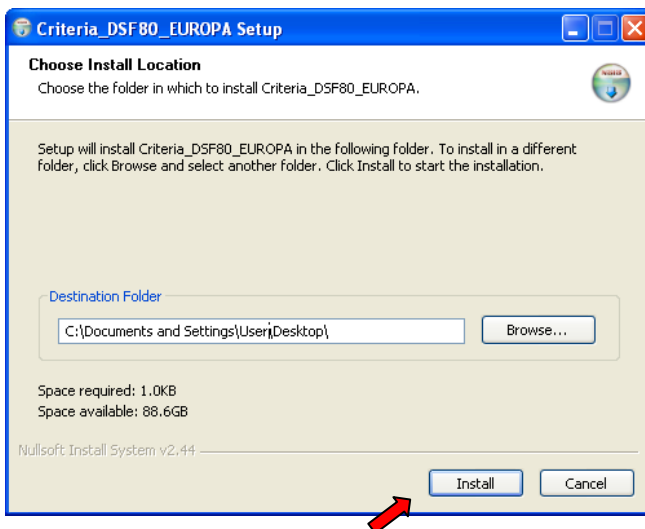 Criteria_DSF80_EUROPA Setup
Choose Install Location
Choose the folder in which to install Criteria_DSF80_EUROPA.
Setup will install Criteria_DSF80_EUROPA in the following folder. To install in a different
folder, click Browse and select another folder. Click Install to start the installation.
Destination Folder
C:\Documents and Settings\User\Desktop\
Browse...
Space required: 1.0KB
Space available: 88.6GB
Nullsoft Install System v2.44
Install
Cancel